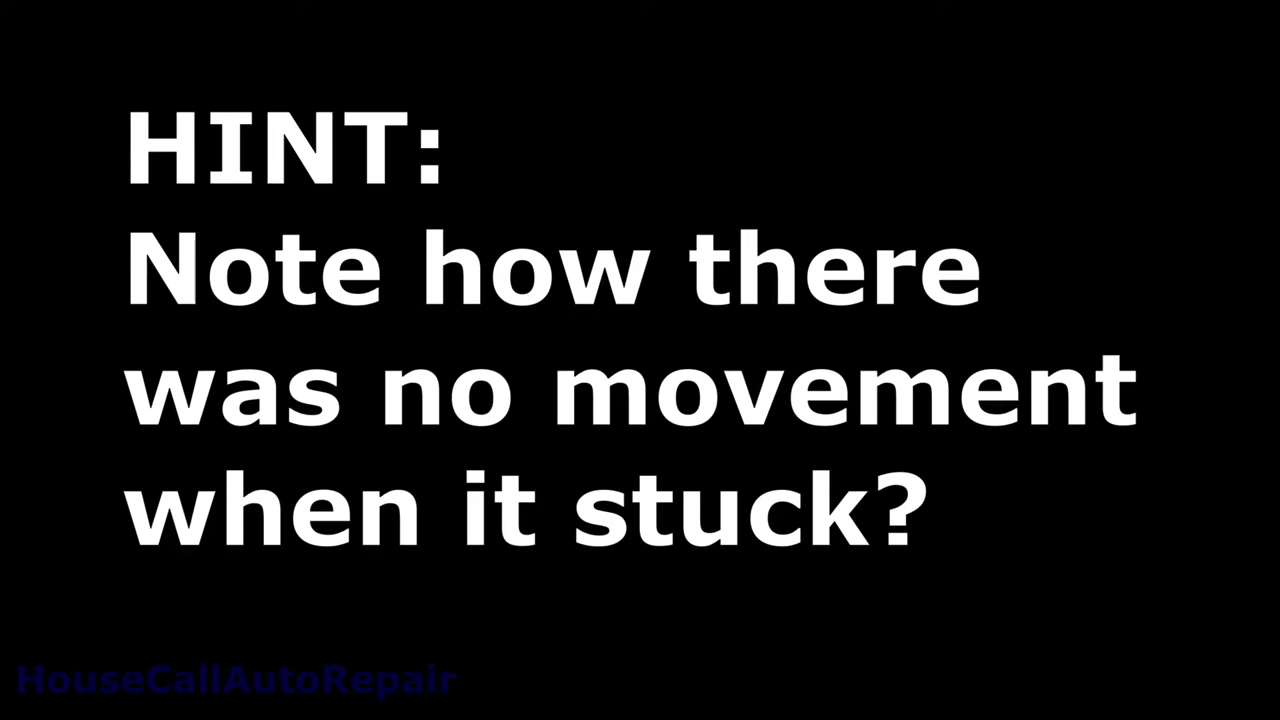 HINT:
Note how there
was no movement
when it stuck?
HouseCallAutoRepair